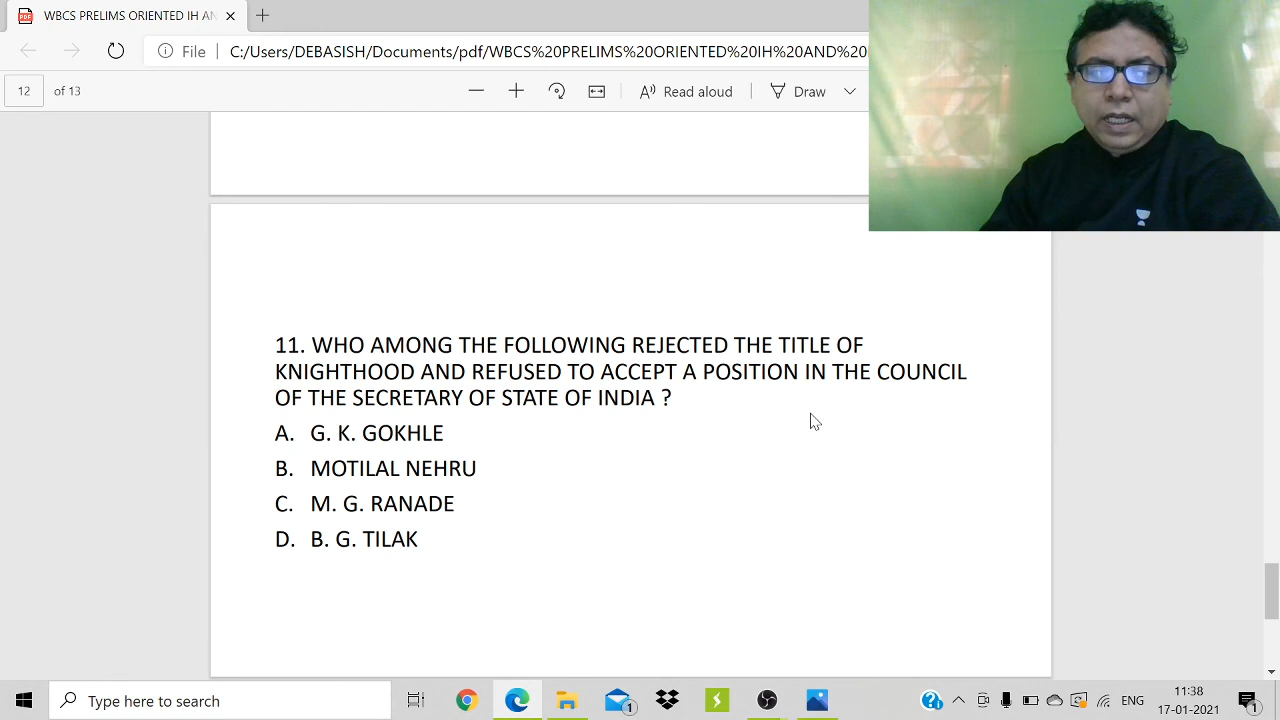 WBCS PRELIMS ORIENTED IH AN
File
C:/Users/DEBASISH/Documents/pdf/WBCS%20PRELIMS%20ORIENTED%20IH%20AND%20
12 of 13
Read aloud
Draw
11. WHO AMONG THE FOLLOWING REJECTED THE TITLE OF
KNIGHTHOOD AND REFUSED TO ACCEPT A POSITION IN THE COUNCIL
OF THE SECRETARY OF STATE OF INDIA ?
A. G. K. GOKHLE
B. MOTILAL NEHRU
C. M. G. RANADE
D. B. G. TILAK
Type here to search
1
ENG
11:38
17-01-2021
1